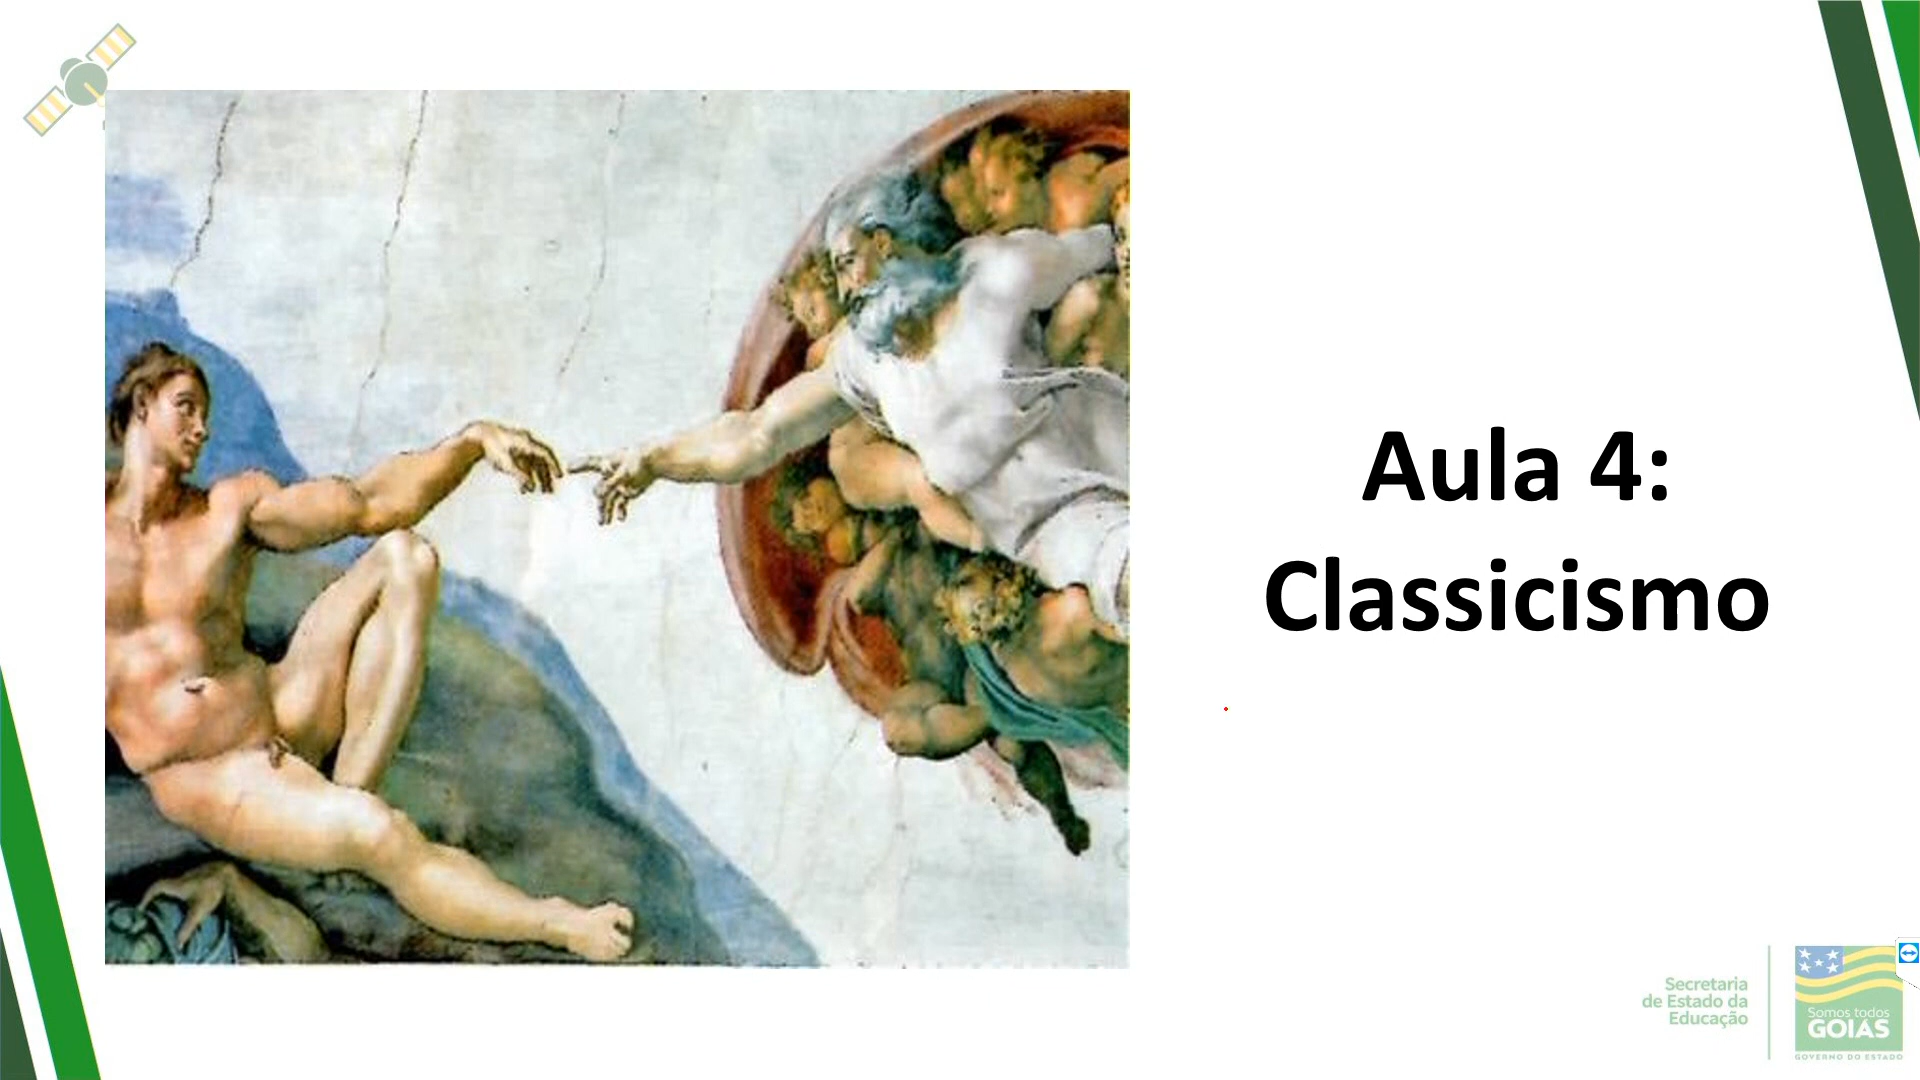 Aula 4:
Classicismo
Secretaria
de Estado da
Educação
Somos todos
GOIÁS
GOVERNO DO ESTADO